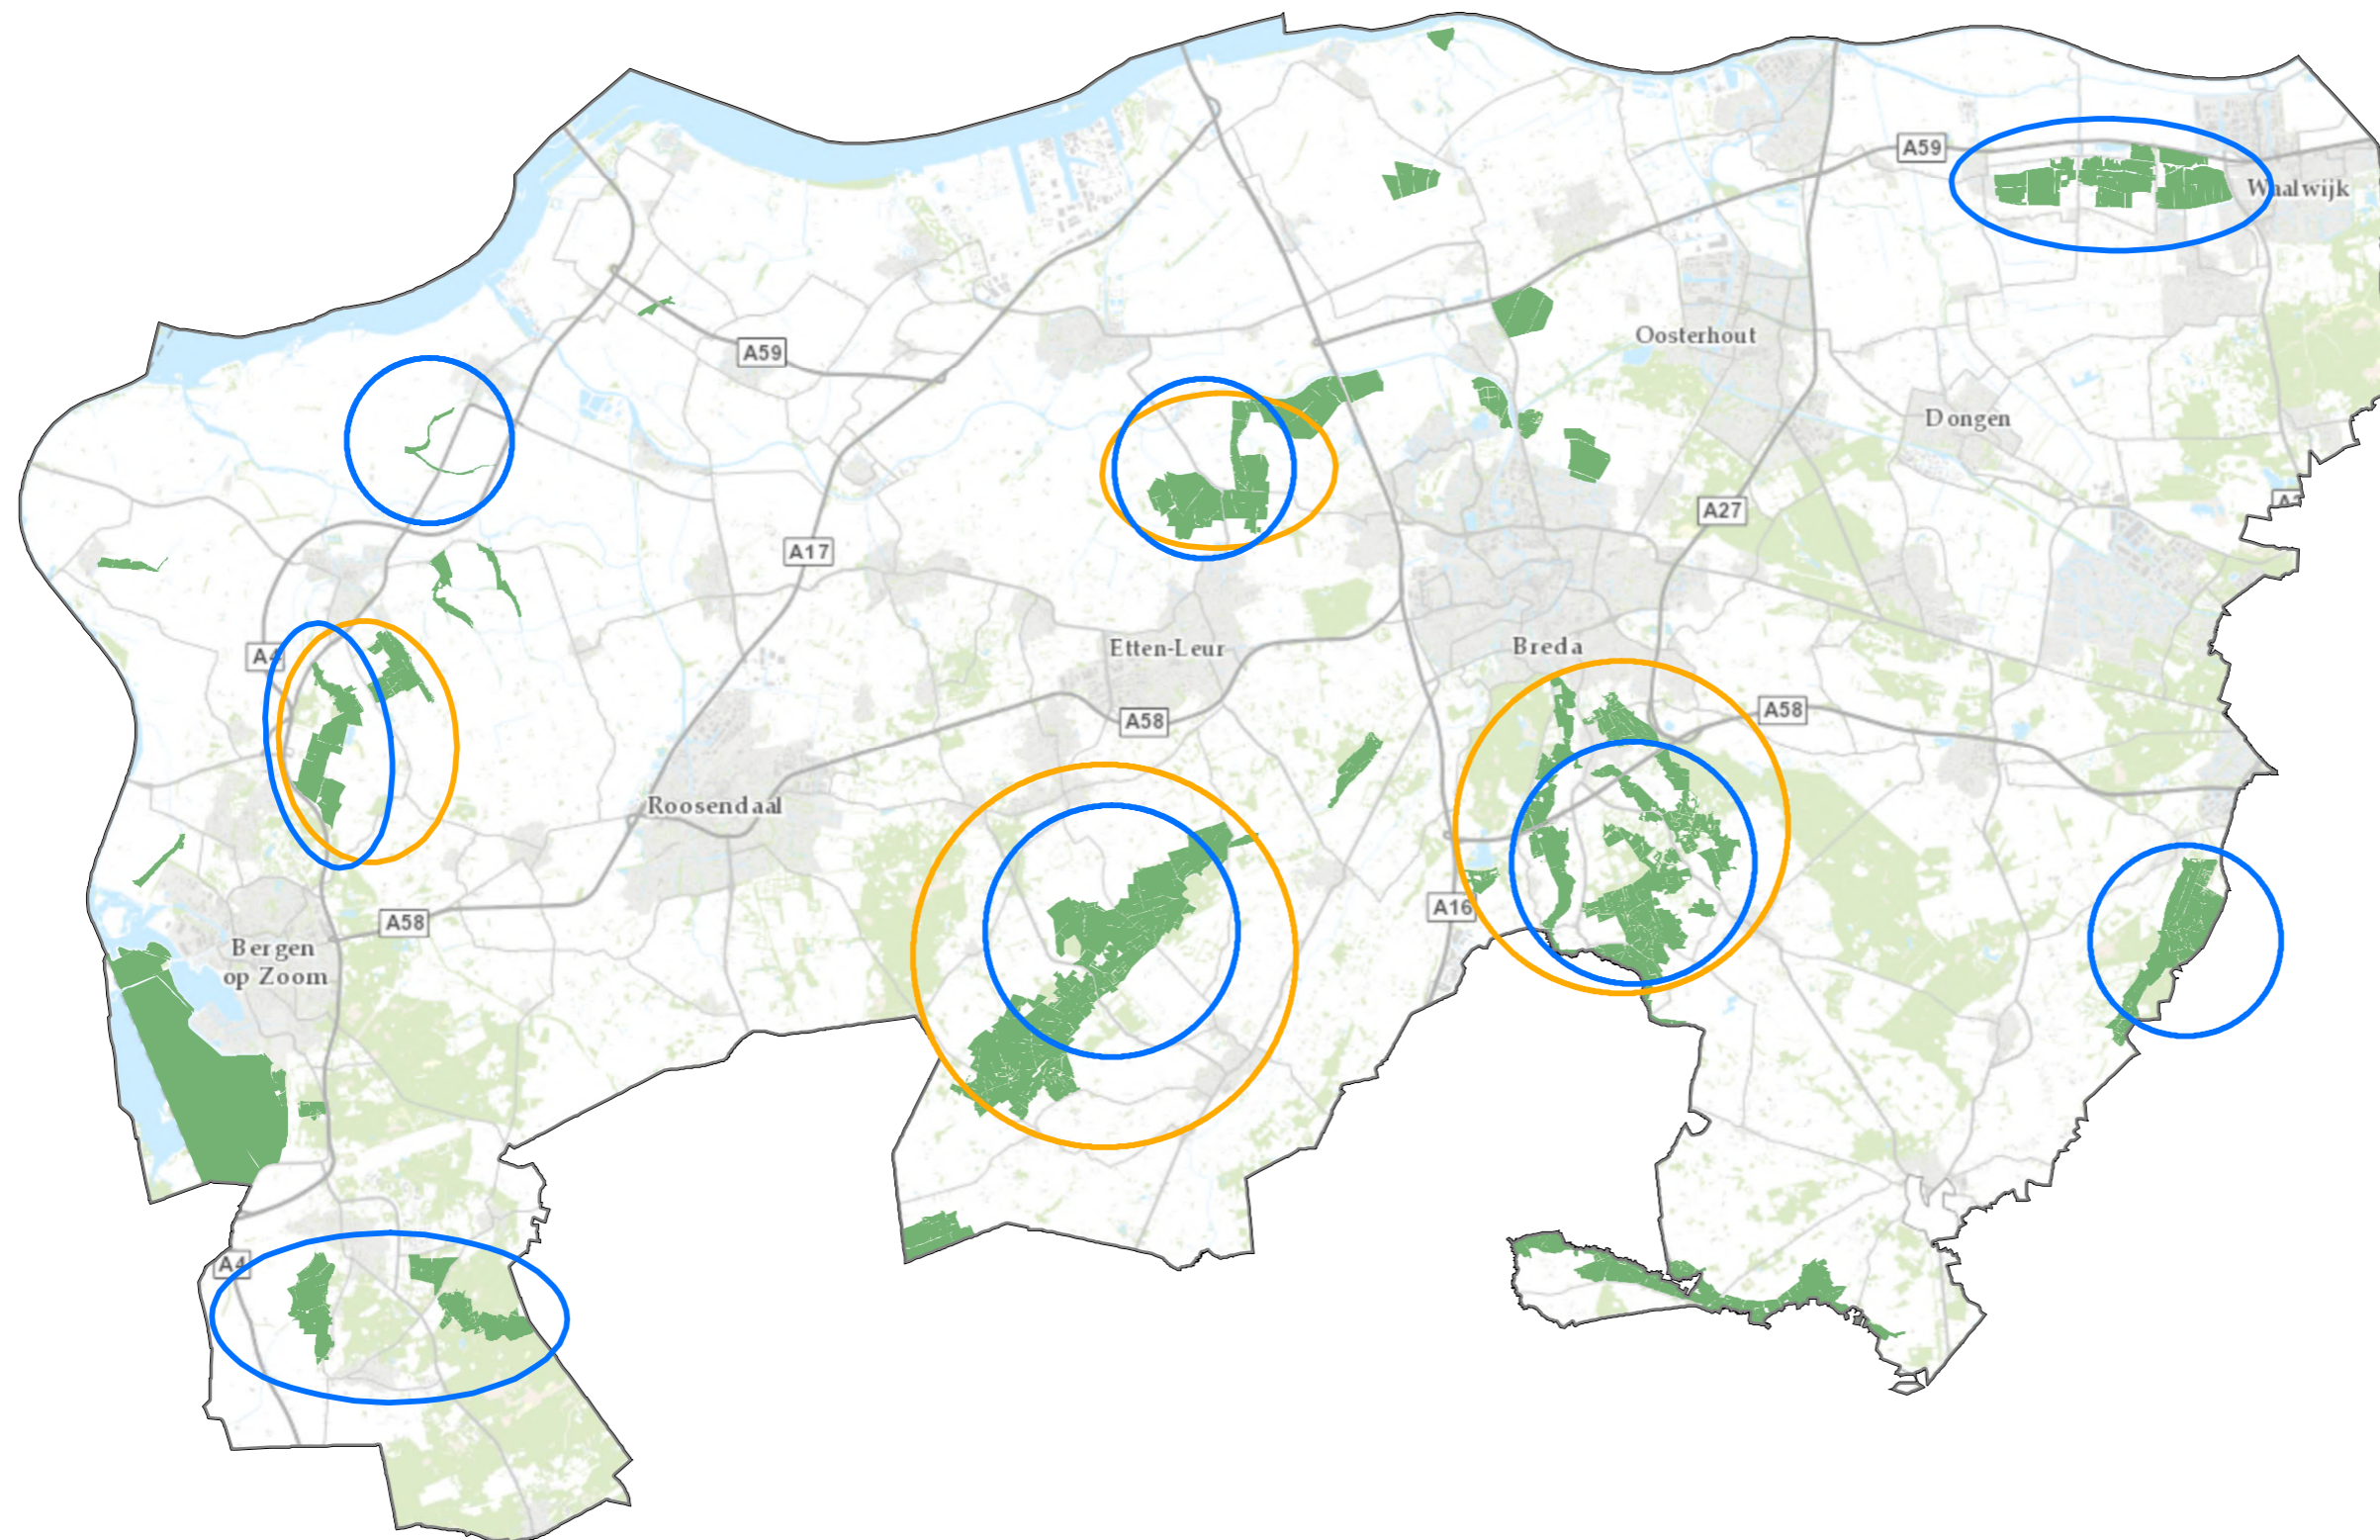 A59
Waalwijk
Oosterhout
A59
Dongen
A27
A17
Breda
Etten-Leur
A4
A58
A58
Roosendaal
A16
A58
Bergen
op Zoom
A4